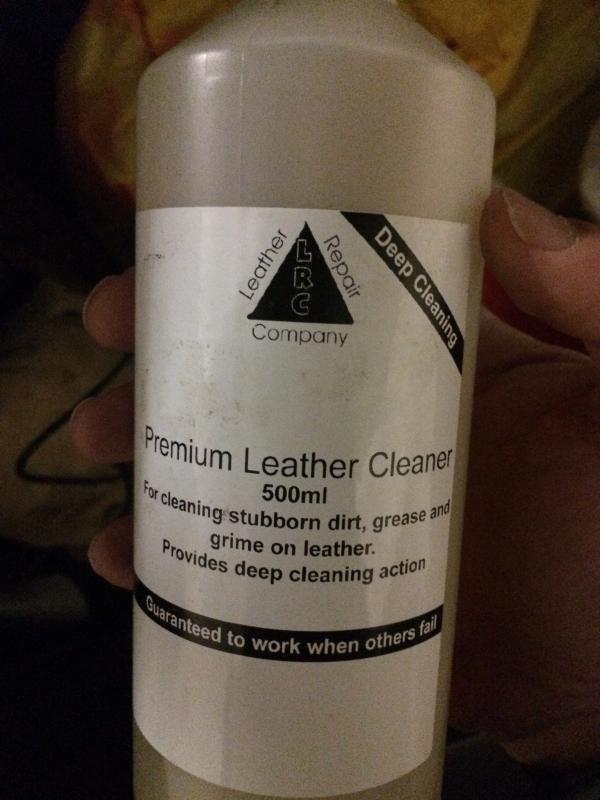 Leather Repair
LRC
Company
Deep Cleaning
Premium Leather Cleaner
500ml
For cleaning stubborn dirt, grease and
grime on leather.
Provides deep cleaning action
Guaranteed to work when others fail